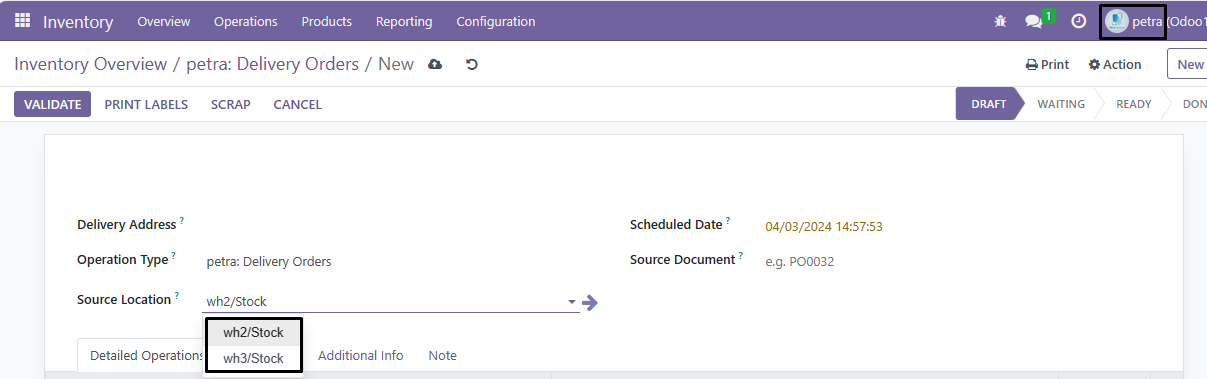 Inventory Overview Operations Products Reporting Configuration 1 petra (Odoo1
Inventory Overview / petra: Delivery Orders / New Print Action New
VALIDATE PRINT LABELS SCRAP CANCEL DRAFT WAITING READY DON
Delivery Address ? Scheduled Date ? 04/03/2024 14:57:53
Operation Type ? petra: Delivery Orders Source Document ? e.g. PO0032
Source Location ? wh2/Stock
wh2/Stock
Detailed Operations wh3/Stock Additional Info Note